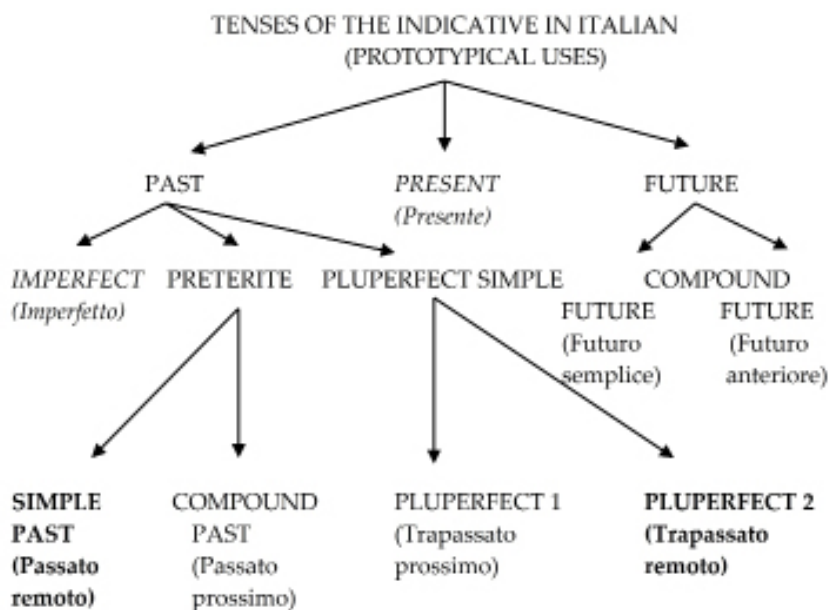 TENSES OF THE INDICATIVE IN ITALIAN
(PROTOTYPICAL USES)
PAST PRESENT FUTURE
(Presente)
IMPERFECT PRETERITE PLUPERFECT SIMPLE COMPOUND
(Imperfetto) FUTURE FUTURE
(Futuro (Futuro
semplice) anteriore)
SIMPLE COMPOUND PLUPERFECT 1 PLUPERFECT 2
PAST PAST (Trapassato (Trapassato
(Passato (Passato prossimo) remoto)
remoto) prossimo)